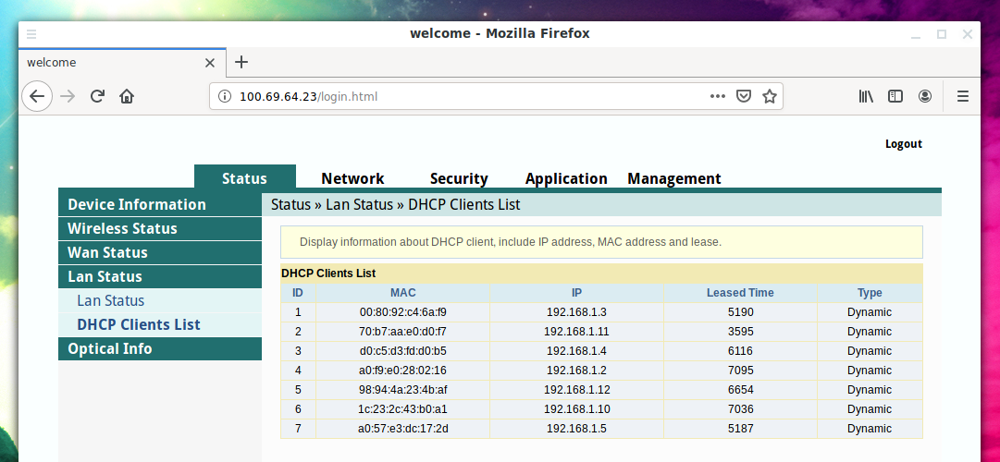 welcome - Mozilla Firefox
welcome
100.69.64.23/login.html
Logout
Status Network Security Application Management
Device Information
Wireless Status
Wan Status
Lan Status
Lan Status
DHCP Clients List
Optical Info
Status » Lan Status » DHCP Clients List
Display information about DHCP client, include IP address, MAC address and lease.
DHCP Clients List
ID MAC IP Leased Time Type
1 00:80:92:c4:6a:f9 192.168.1.3 5190 Dynamic
2 70:b7:aa:e0:d0:f7 192.168.1.11 3595 Dynamic
3 d0:c5:d3:fd:d0:b5 192.168.1.4 6116 Dynamic
4 a0:f9:e0:28:02:16 192.168.1.2 7095 Dynamic
5 98:94:4a:23:4b:af 192.168.1.12 6654 Dynamic
6 1c:23:2c:43:b0:a1 192.168.1.10 7036 Dynamic
7 a0:57:e3:dc:17:2d 192.168.1.5 5187 Dynamic